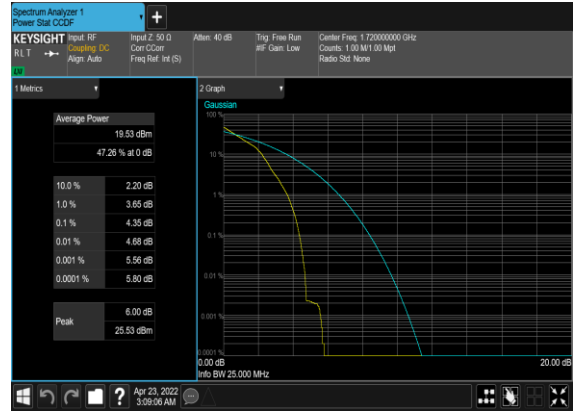 Spectrum Analyzer 1
Power Stat CCDF
+
KEYSIGHT
RLT
Input: RF
Coupling: DC
Align: Auto
Input Z: 50 Ω
Corr CCorr
Freq Ref: Int (S)
Atten: 40 dB
Trig: Free Run
#IF Gain: Low
Center Freq: 1.720000000 GHz
Counts: 1.00 M/1.00 Mpt
Radio Std: None
1 Metrics
Average Power
19.53 dBm
47.26 % at 0 dB
10.0 % 2.20 dB
1.0 % 3.65 dB
0.1 % 4.35 dB
0.01 % 4.68 dB
0.001 % 5.56 dB
0.0001 % 5.80 dB
Peak
6.00 dB
25.53 dBm
2 Graph
Gaussian
100 %
10 %
1 %
0.1 %
0.01 %
0.001 %
0.0001 %
0.00 dB
20.00 dB
Info BW 25.000 MHz
?
Apr 23, 2022
3:09:06 AM